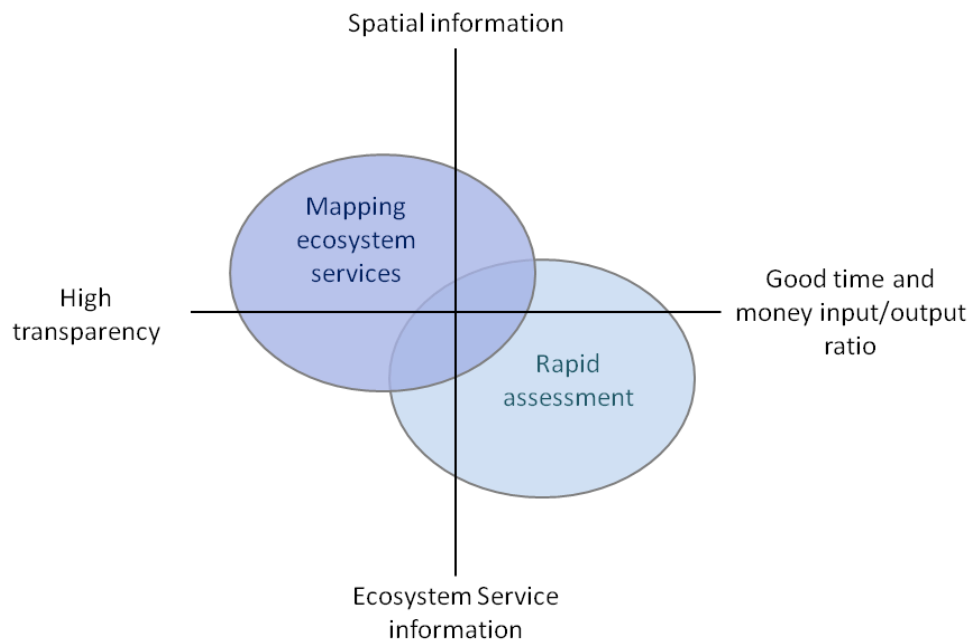 Spatial information
Mapping
ecosystem
services
High
transparency
Good time and
money input/output
ratio
Rapid
assessment
Ecosystem Service
information